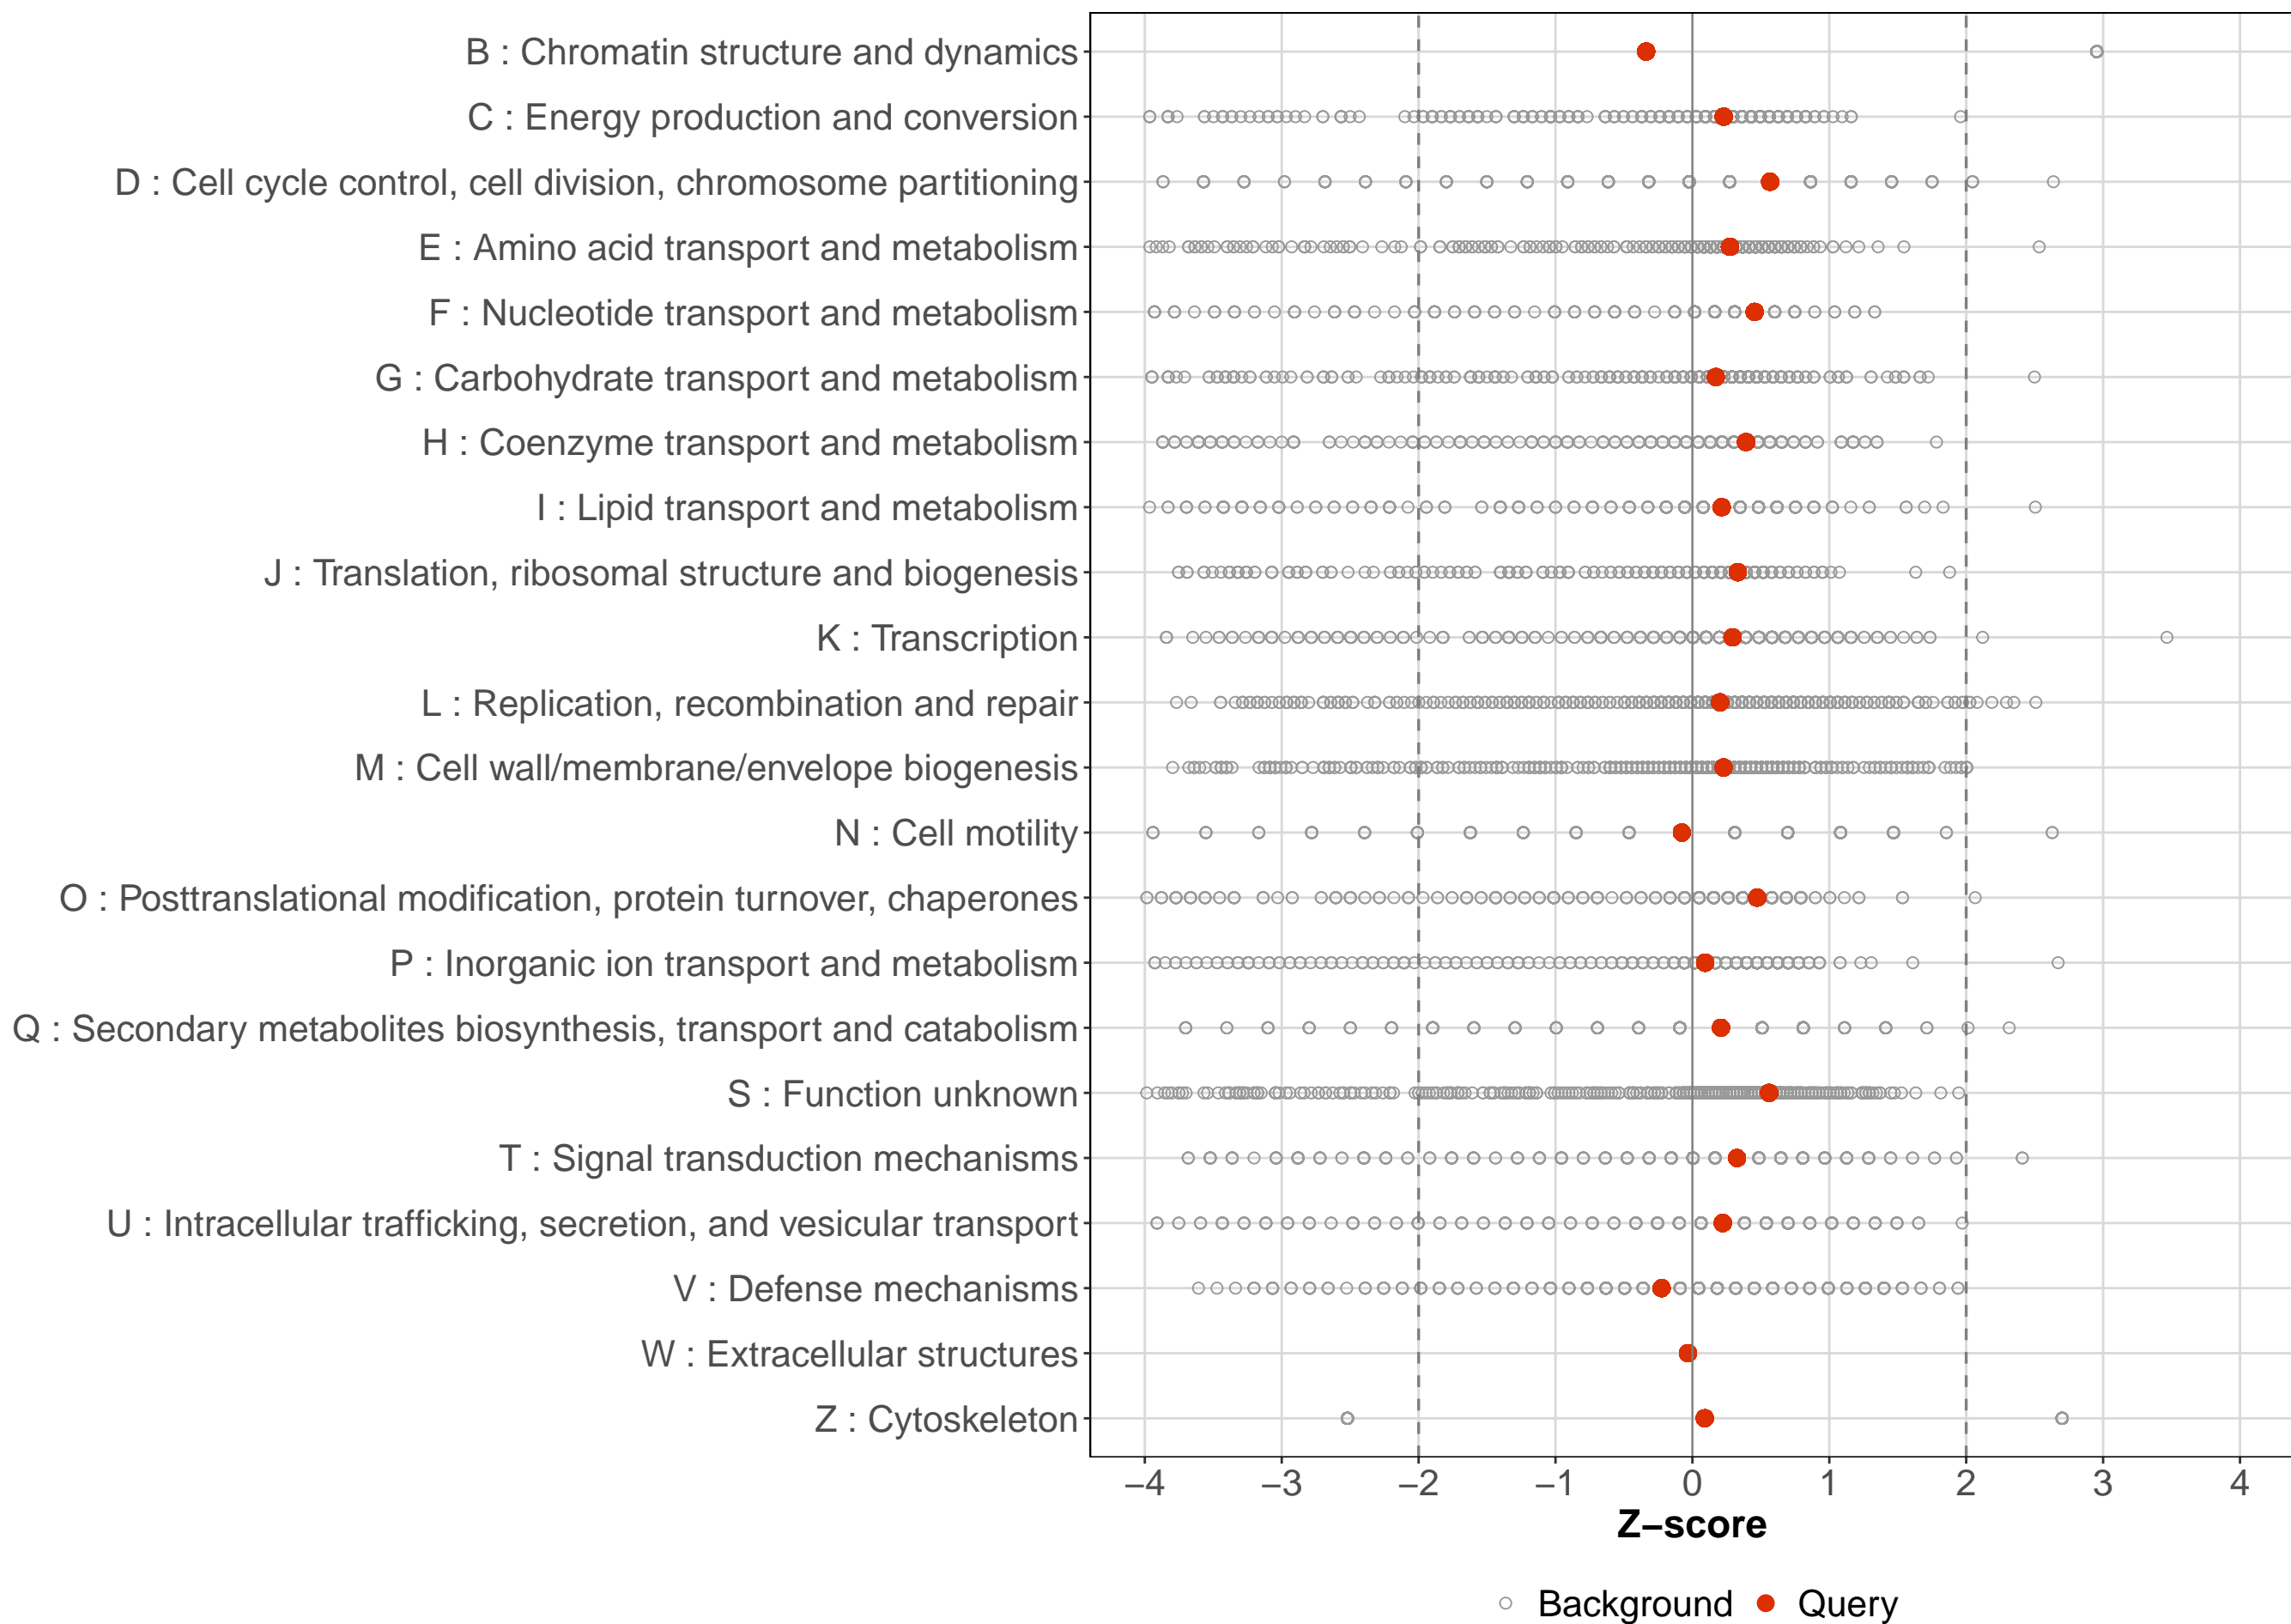 B : Chromatin structure and dynamics
C : Energy production and conversion
D : Cell cycle control, cell division, chromosome partitioning
E : Amino acid transport and metabolism
F : Nucleotide transport and metabolism
G : Carbohydrate transport and metabolism
H : Coenzyme transport and metabolism
I : Lipid transport and metabolism
J : Translation, ribosomal structure and biogenesis
K : Transcription
L : Replication, recombination and repair
M : Cell wall/membrane/envelope biogenesis
N : Cell motility
O : Posttranslational modification, protein turnover, chaperones
P : Inorganic ion transport and metabolism
Q : Secondary metabolites biosynthesis, transport and catabolism
S : Function unknown
T : Signal transduction mechanisms
U : Intracellular trafficking, secretion, and vesicular transport
V : Defense mechanisms
W : Extracellular structures
Z : Cytoskeleton
−4 −3 −2 −1 0 1 2 3 4
Z−score
Background Query